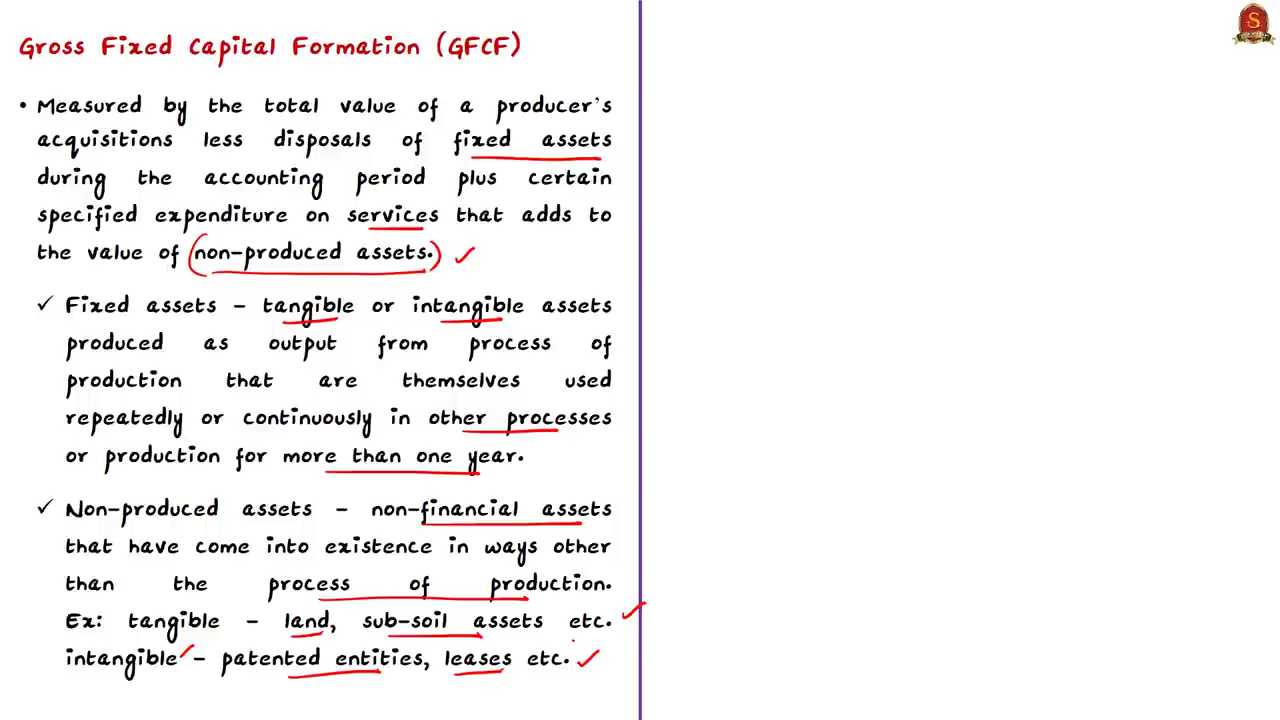 Gross Fixed Capital Formation (GFCF)
• Measured by the total value of a producer's
acquisitions less disposals of fixed assets
during the accounting period plus certain
specified expenditure on services that adds to
the value of (non-produced assets.) ✓
✓ Fixed assets – tangible or intangible assets
produced as output from process of
production that are themselves used
repeatedly or continuously in other processes
or production for more than one year.
✓ Non-produced assets – non-financial assets
that have come into existence in ways other
than the process of production.
Ex: tangible – land, sub-soil assets etc. ✓
intangible ✓ – patented entities, leases etc. ✓
S